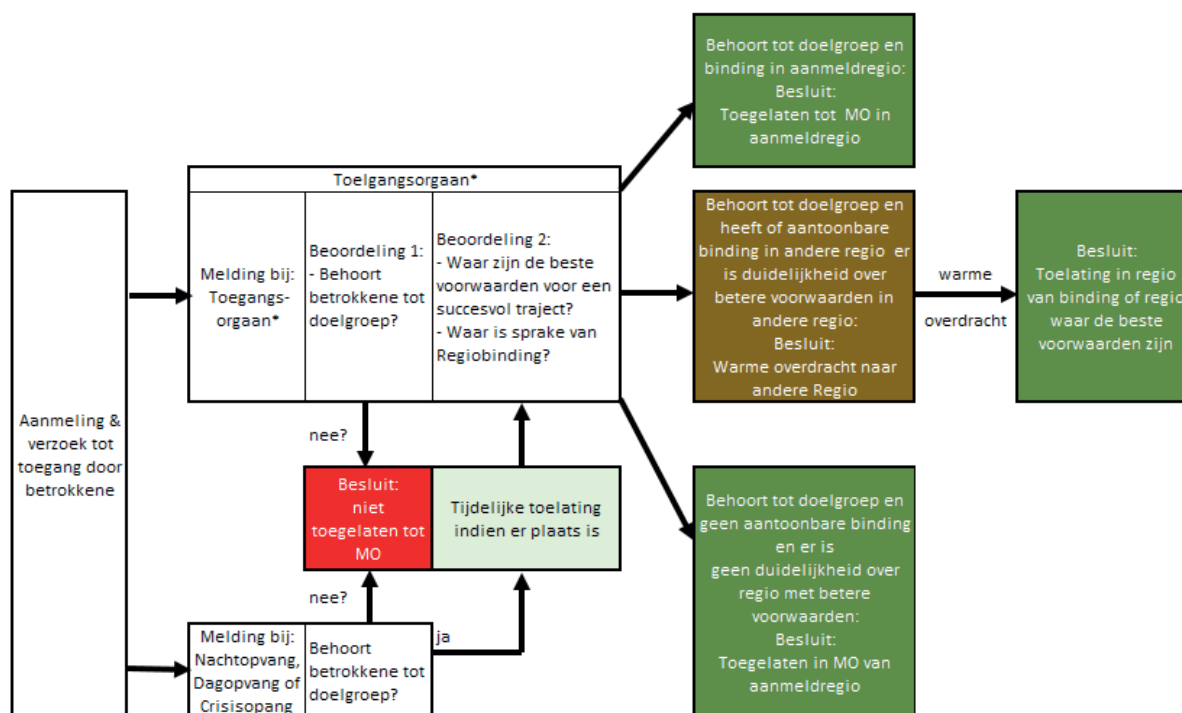 Aanmeling &
verzoek tot
toegang door
betrokkene
Toelgangsorgaan*
Melding bij:
Toegangs-
orgaan*
Beoordeling 1:
- Behoort
betrokkene tot
doelgroep?
Beoordeling 2:
- Waar zijn de beste
voorwaarden voor een
succesvol traject?
- Waar is sprake van
Regiobinding?
nee?
Besluit:
niet
toegelaten tot
MO
Tijdelijke toelating
indien er plaats is
nee?
ja
Melding bij:
Nachtopvang,
Dagopvang of
Crisisopang
Behoort
betrokkene tot
doelgroep?
Behoort tot doelgroep en
binding in aanmeldregio:
Besluit:
Toegelaten tot MO in
aanmeldregio
Behoort tot doelgroep en
heeft of aantoonbare
binding in andere regio er
is duidelijkheid over
betere voorwaarden in
andere regio:
Besluit:
Warme overdracht naar
andere Regio
warme
overdracht
Besluit:
Toelating in regio
van binding of regio
waar de beste
voorwaarden zijn
Behoort tot doelgroep en
geen aantoonbare binding
en er is
geen duidelijkheid over
regio met betere
voorwaarden:
Besluit:
Toegelaten in MO van
aanmeldregio